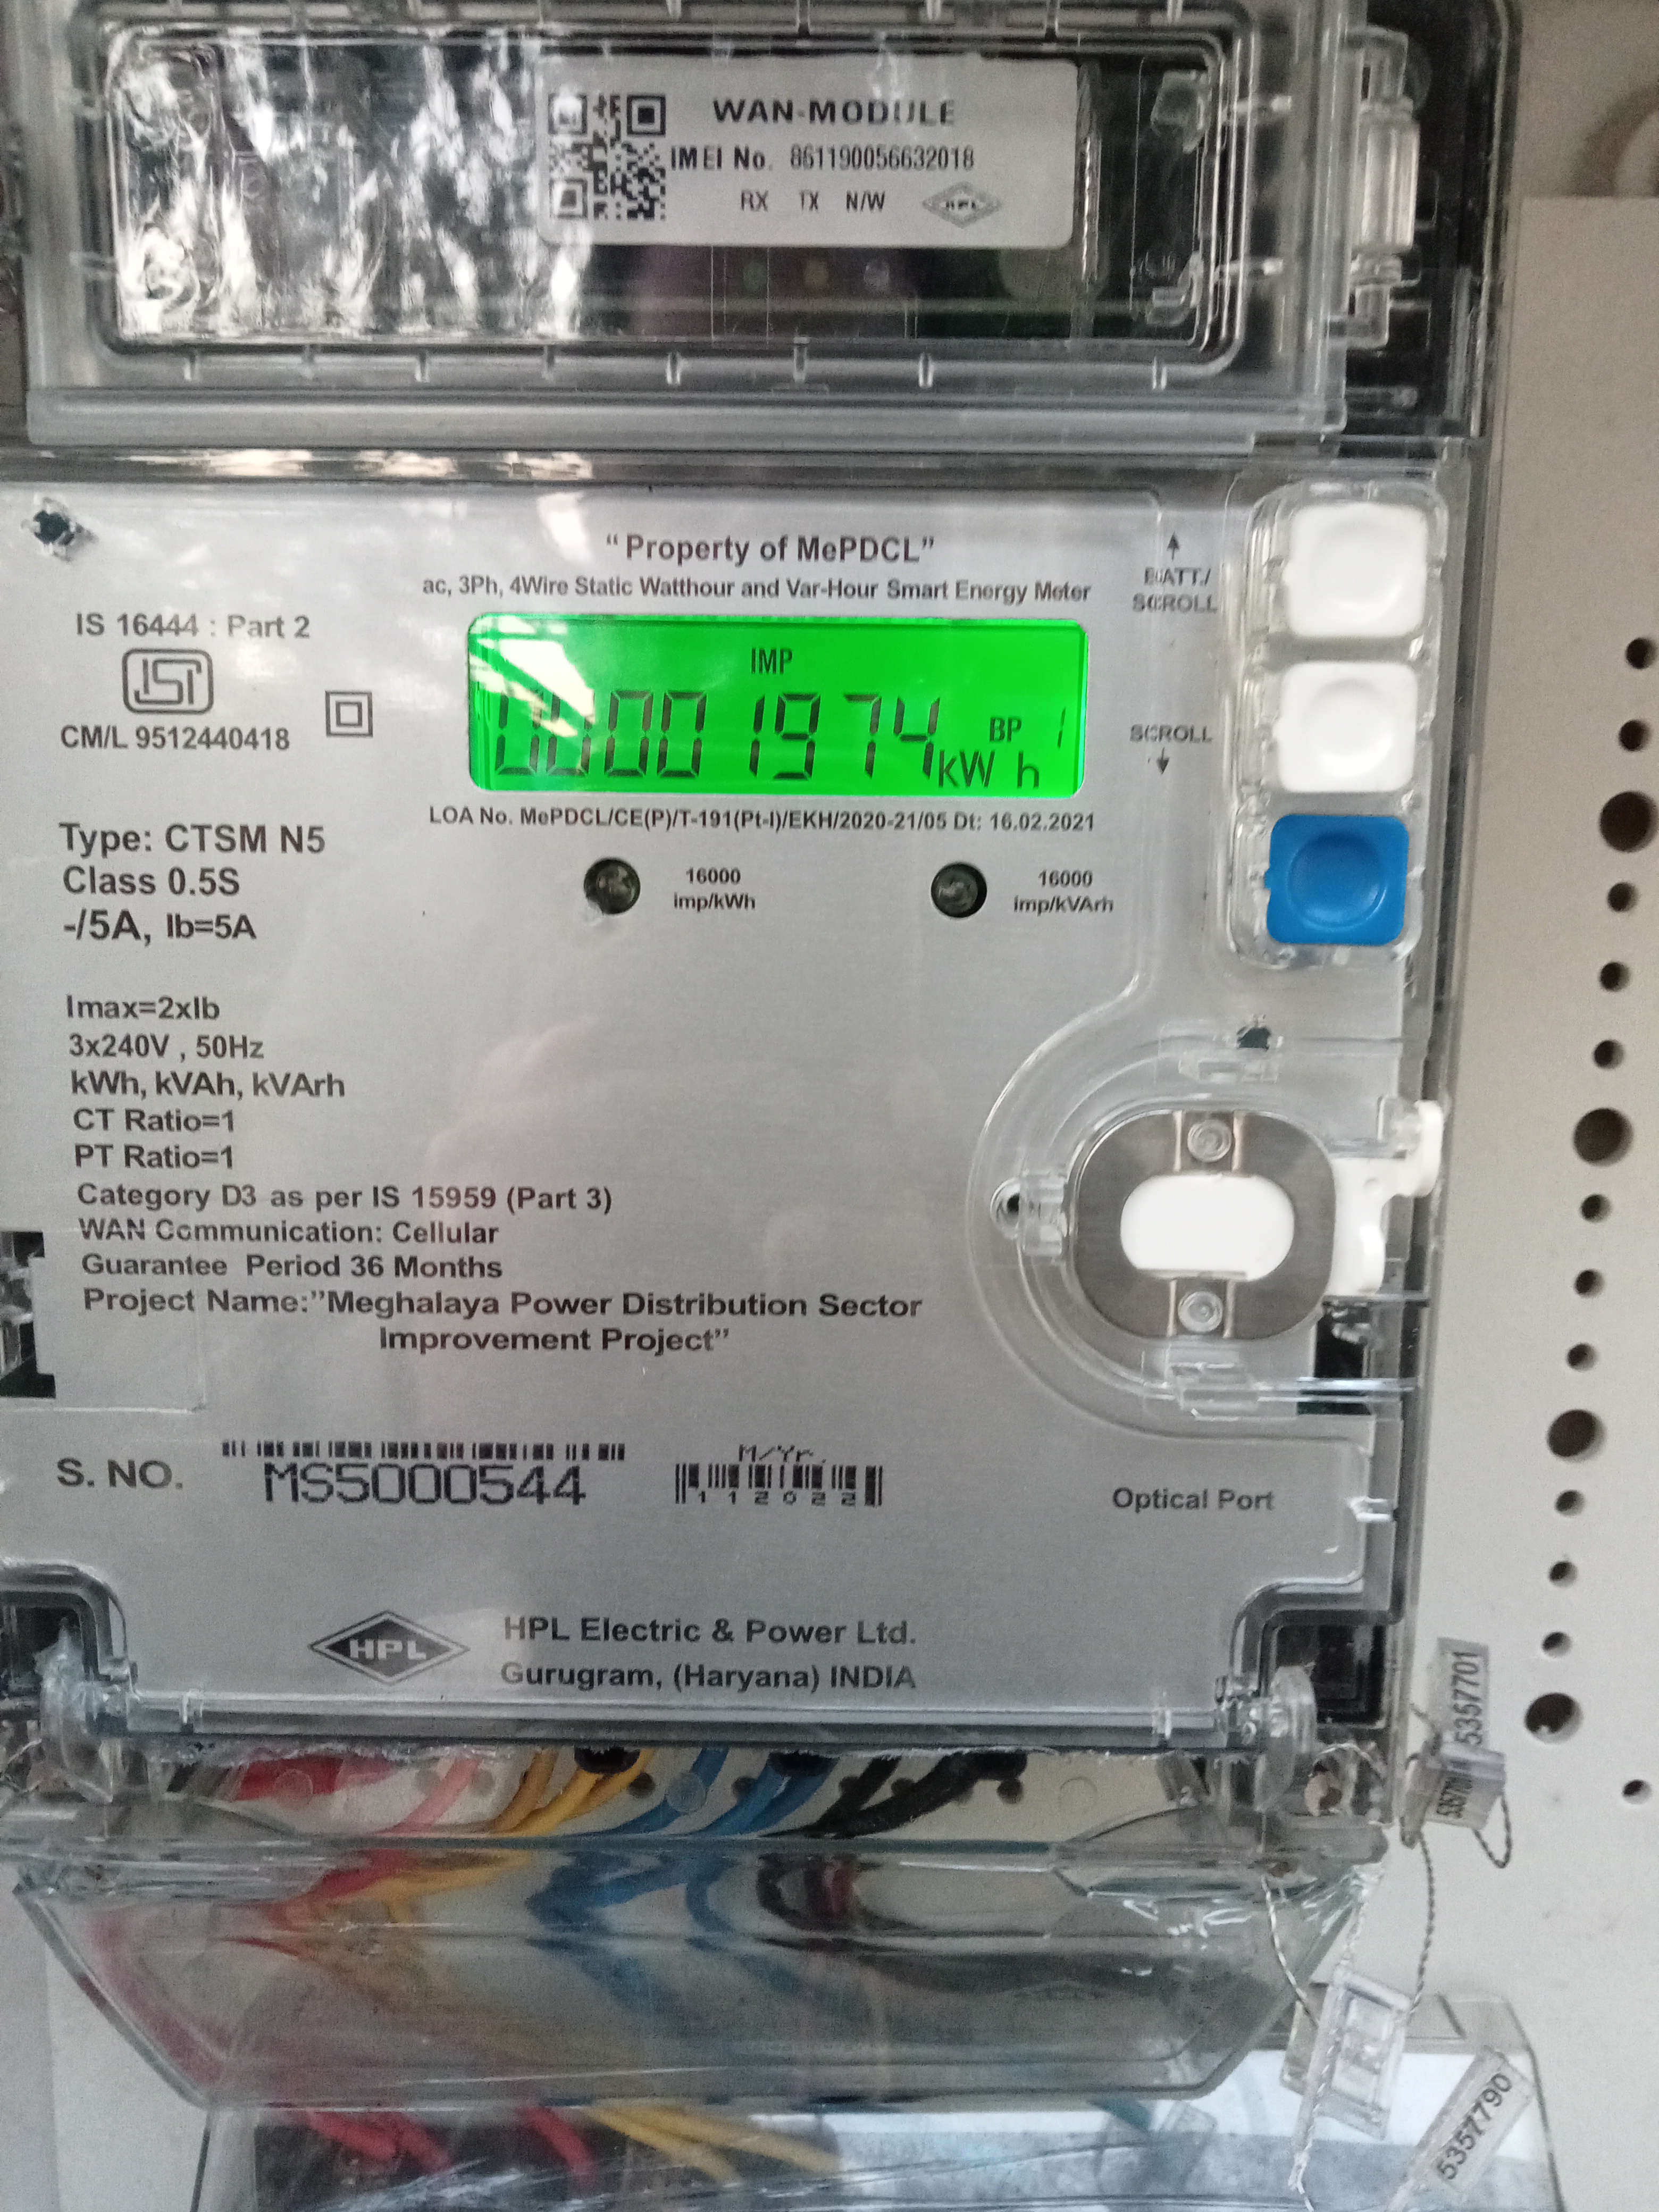 WAN-MODULE
IMEI No. 861190056632018
RX TX N/W
HPL
"Property of MePDCL"
ac, 3Ph, 4Wire Static Watthour and Var-Hour Smart Energy Meter
BATT./
SCROLL
IS 16444 : Part 2
ISI
CM/L 9512440418
IMP
00001974 kW h BP 1
SCROLL
LOA No. MePDCL/CE(P)/T-191(Pt-I)/EKH/2020-21/05 Dt: 16.02.2021
Type: CTSM N5
Class 0.5S
-/5A, Ib=5A
16000
imp/kWh
16000
imp/kVArh
Imax=2xIb
3x240V , 50Hz
kWh, kVAh, kVArh
CT Ratio=1
PT Ratio=1
Category D3 as per IS 15959 (Part 3)
WAN Communication: Cellular
Guarantee Period 36 Months
Project Name:"Meghalaya Power Distribution Sector
Improvement Project"
S. NO. MS5000544
M/Yr.
112022
Optical Port
HPL
HPL Electric & Power Ltd.
Gurugram, (Haryana) INDIA
5357701
5357790